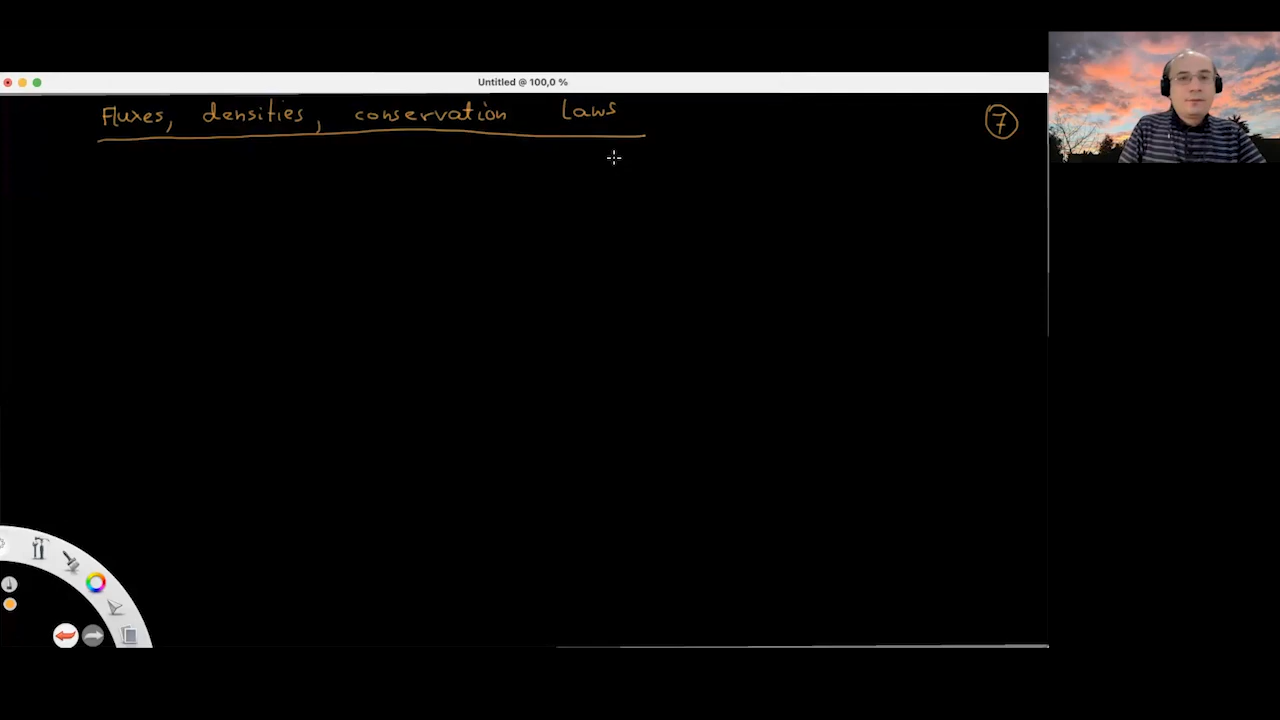 Untitled @ 100,0 %
Fluxes, densities, conservation laws
7